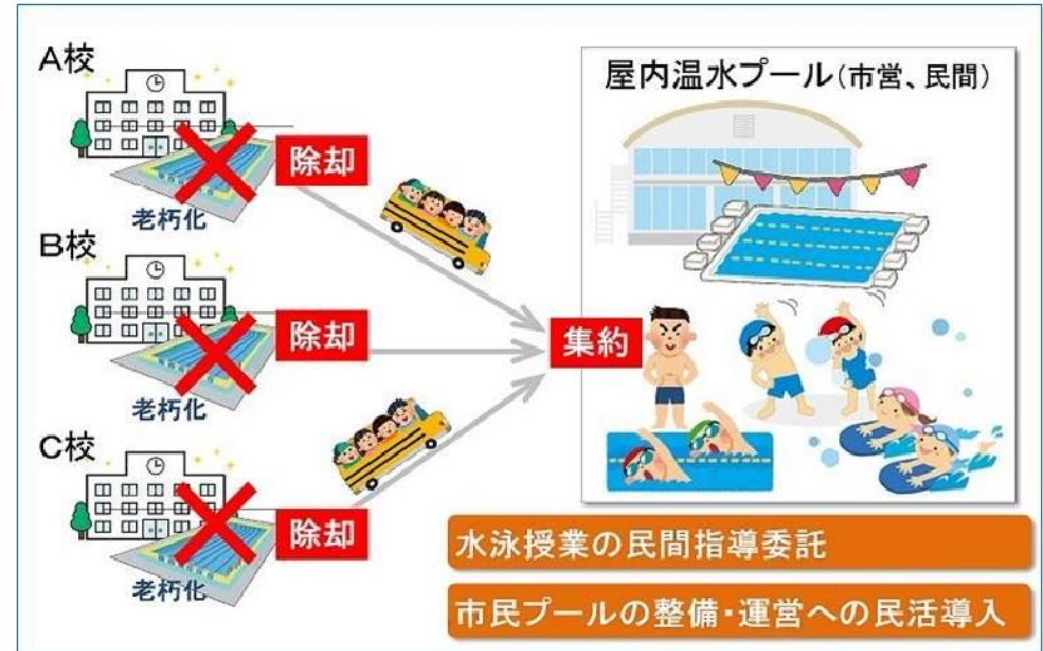 A校
除却
老朽化
B校
除却
老朽化
C校
除却
老朽化
集約
屋内温水プール(市営、民間)
水泳授業の民間指導委託
市民プールの整備・運営への民活導入